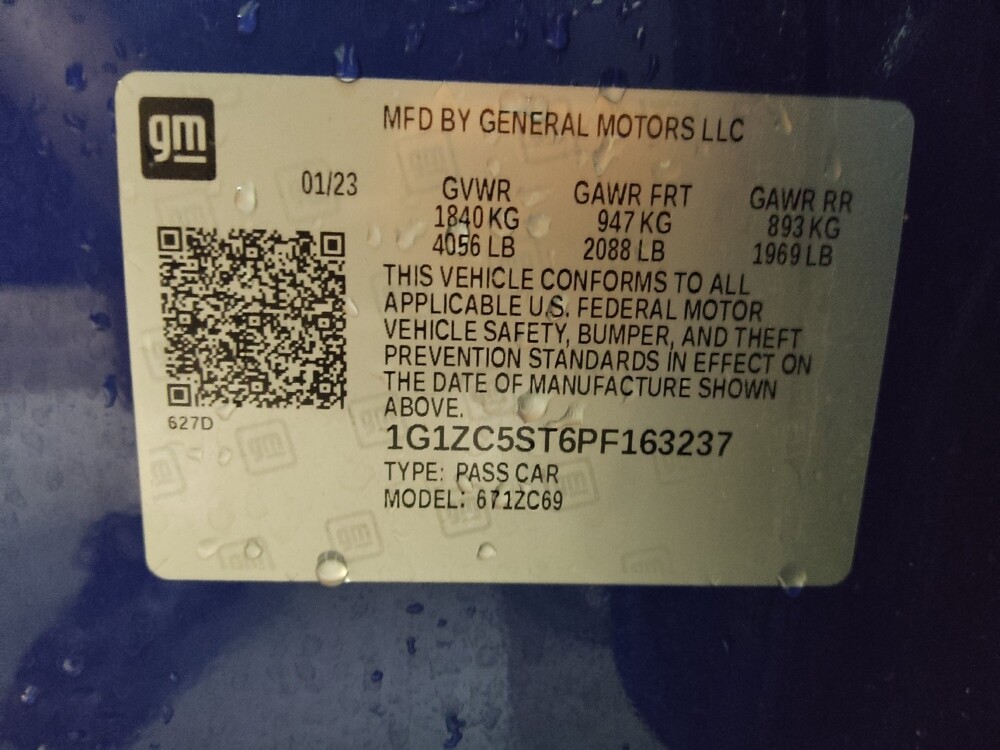 gm
MFD BY GENERAL MOTORS LLC
01/23
GVWR GAWR FRT GAWR RR
1840 KG 947 KG 893 KG
4056 LB 2088 LB 1969 LB
THIS VEHICLE CONFORMS TO ALL
APPLICABLE U.S. FEDERAL MOTOR
VEHICLE SAFETY, BUMPER, AND THEFT
PREVENTION STANDARDS IN EFFECT ON
THE DATE OF MANUFACTURE SHOWN
ABOVE.
627D
1G1ZC5ST6PF163237
TYPE: PASS CAR
MODEL: 671ZC69